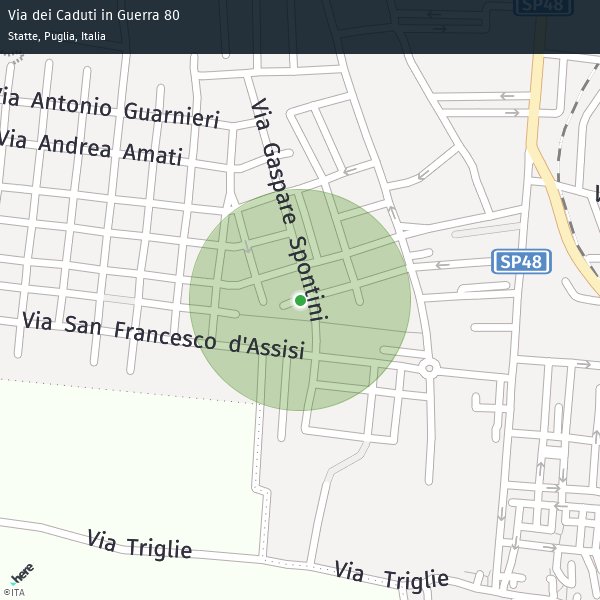 Via dei Caduti in Guerra 80
Statte, Puglia, Italia
SP48
Via Antonio Guarnieri
Via Andrea Amati
Via Gaspare Spontini
SP48
Via San Francesco d'Assisi
Via Triglie
Via Triglie
here
©ITA